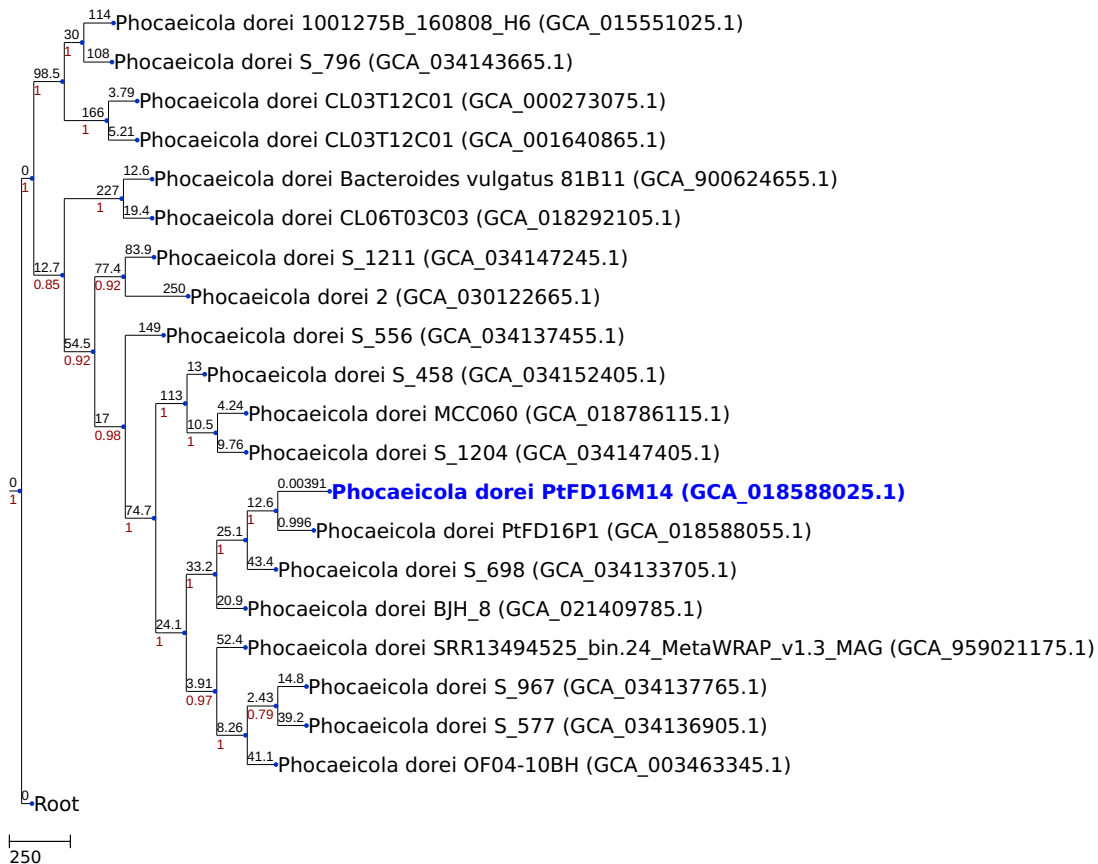 114
Phocaeicola dorei 1001275B_160808_H6 (GCA_015551025.1)
30
1
108
Phocaeicola dorei S_796 (GCA_034143665.1)
98.5
1
3.79
Phocaeicola dorei CL03T12C01 (GCA_000273075.1)
166
1
5.21
Phocaeicola dorei CL03T12C01 (GCA_001640865.1)
0
1
12.6
Phocaeicola dorei Bacteroides vulgatus 81B11 (GCA_900624655.1)
227
1
19.4
Phocaeicola dorei CL06T03C03 (GCA_018292105.1)
83.9
Phocaeicola dorei S_1211 (GCA_034147245.1)
12.7
0.85
77.4
0.92
250
Phocaeicola dorei 2 (GCA_030122665.1)
149
Phocaeicola dorei S_556 (GCA_034137455.1)
54.5
0.92
13
Phocaeicola dorei S_458 (GCA_034152405.1)
113
1
4.24
Phocaeicola dorei MCC060 (GCA_018786115.1)
17
0.98
10.5
1
9.76
Phocaeicola dorei S_1204 (GCA_034147405.1)
0
1
0.00391
Phocaeicola dorei PtFD16M14 (GCA_018588025.1)
12.6
1
74.7
1
0.996
Phocaeicola dorei PtFD16P1 (GCA_018588055.1)
25.1
1
43.4
Phocaeicola dorei S_698 (GCA_034133705.1)
33.2
1
20.9
Phocaeicola dorei BJH_8 (GCA_021409785.1)
24.1
1
52.4
Phocaeicola dorei SRR13494525_bin.24_MetaWRAP_v1.3_MAG (GCA_959021175.1)
3.91
0.97
14.8
Phocaeicola dorei S_967 (GCA_034137765.1)
2.43
0.79
39.2
Phocaeicola dorei S_577 (GCA_034136905.1)
8.26
1
41.1
Phocaeicola dorei OF04-10BH (GCA_003463345.1)
0
Root
250